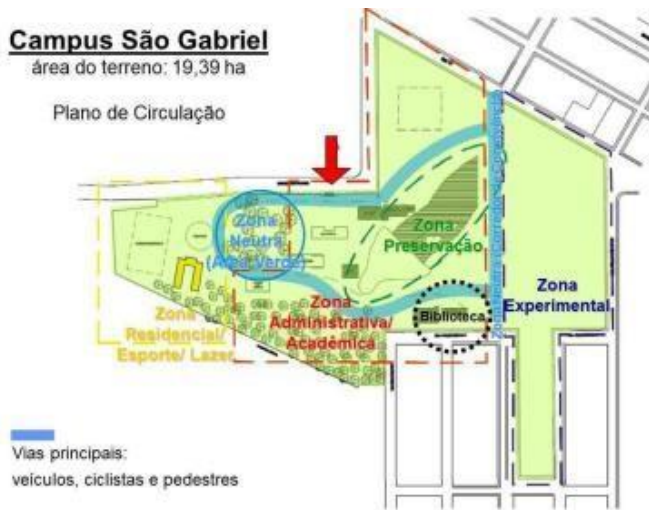 Campus São Gabriel
área do terreno: 19,39 ha
Plano de Circulação
Zona
Neutra
(Área Verde)
Zona
Preservação
Zona
Experimental
Biblioteca
Zona
Administrativa/
Acadêmica
Zona
Residencial/
Esporte/ Lazer
Vias principais:
veículos, ciclistas e pedestres